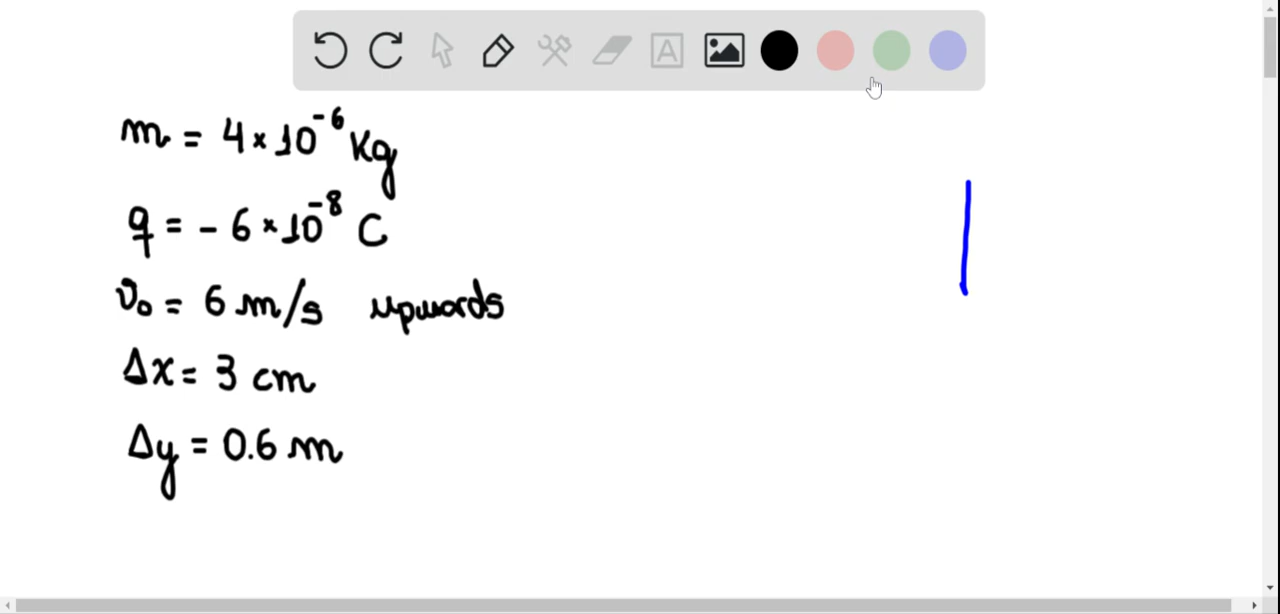 A
m = 4×10⁻⁶ Kg
q = - 6×10⁻⁸ C
v₀ = 6 m/s upwards
Δx = 3 cm
Δy = 0.6 m